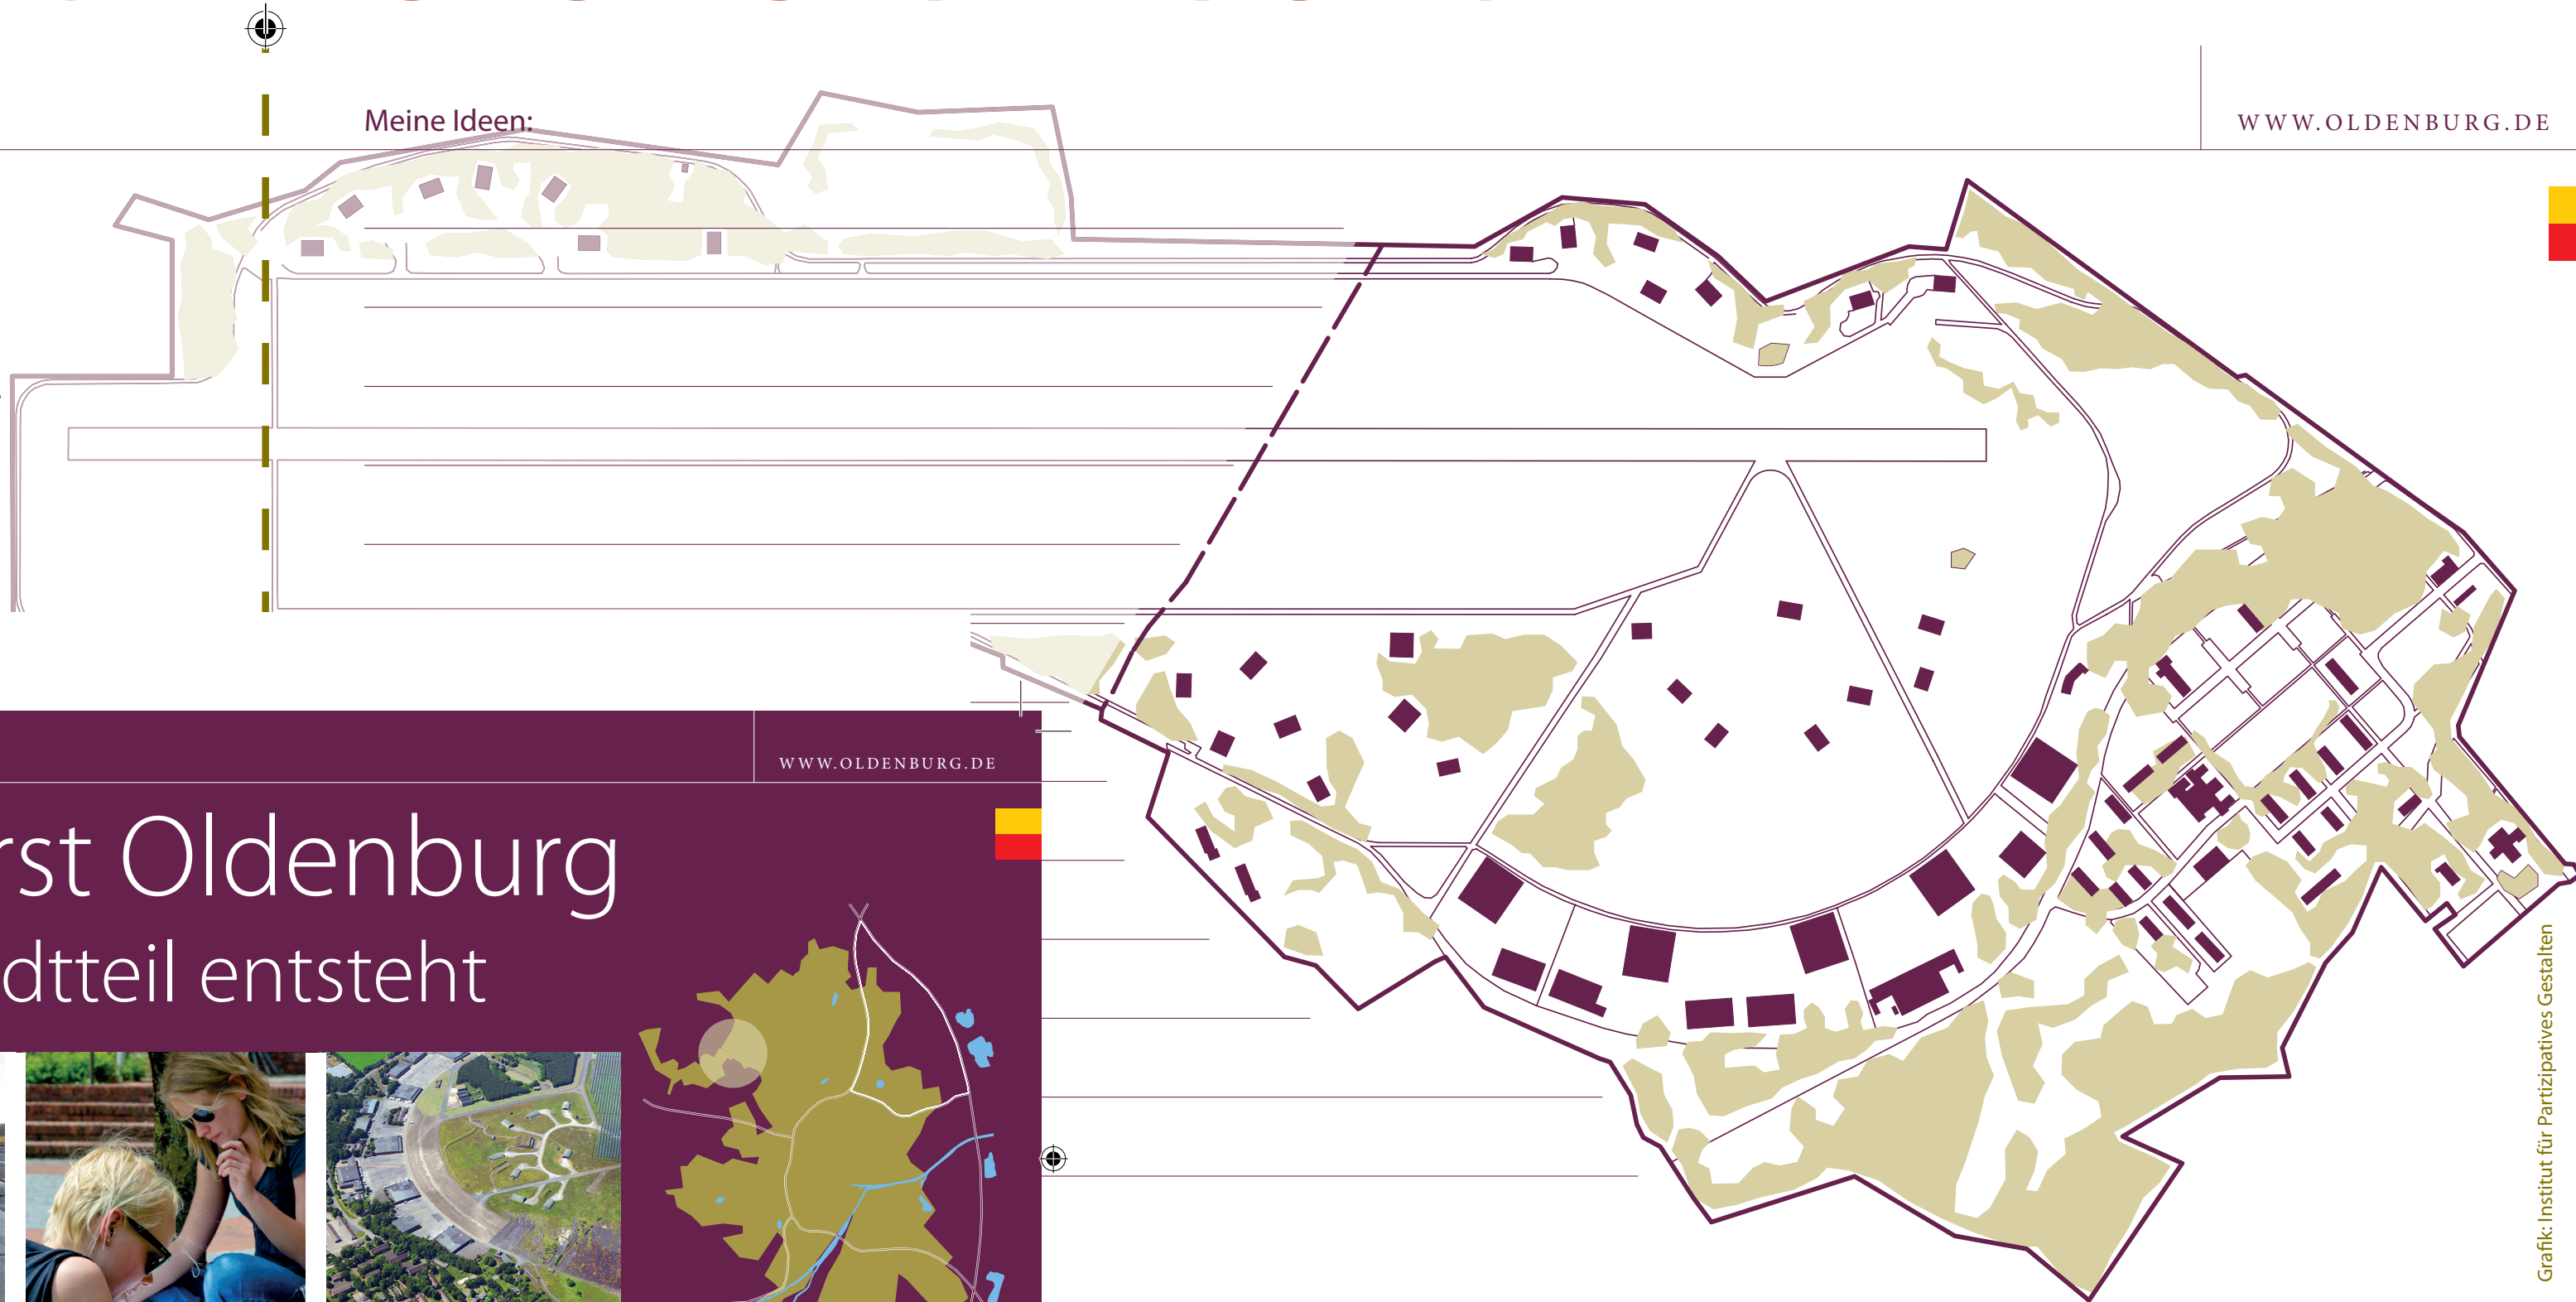 Meine Ideen:
WWW.OLDENBURG.DE
WWW.OLDENBURG.DE
rst Oldenburg
dtteil entsteht
Grafik: Institut für Partizipatives Gestalten